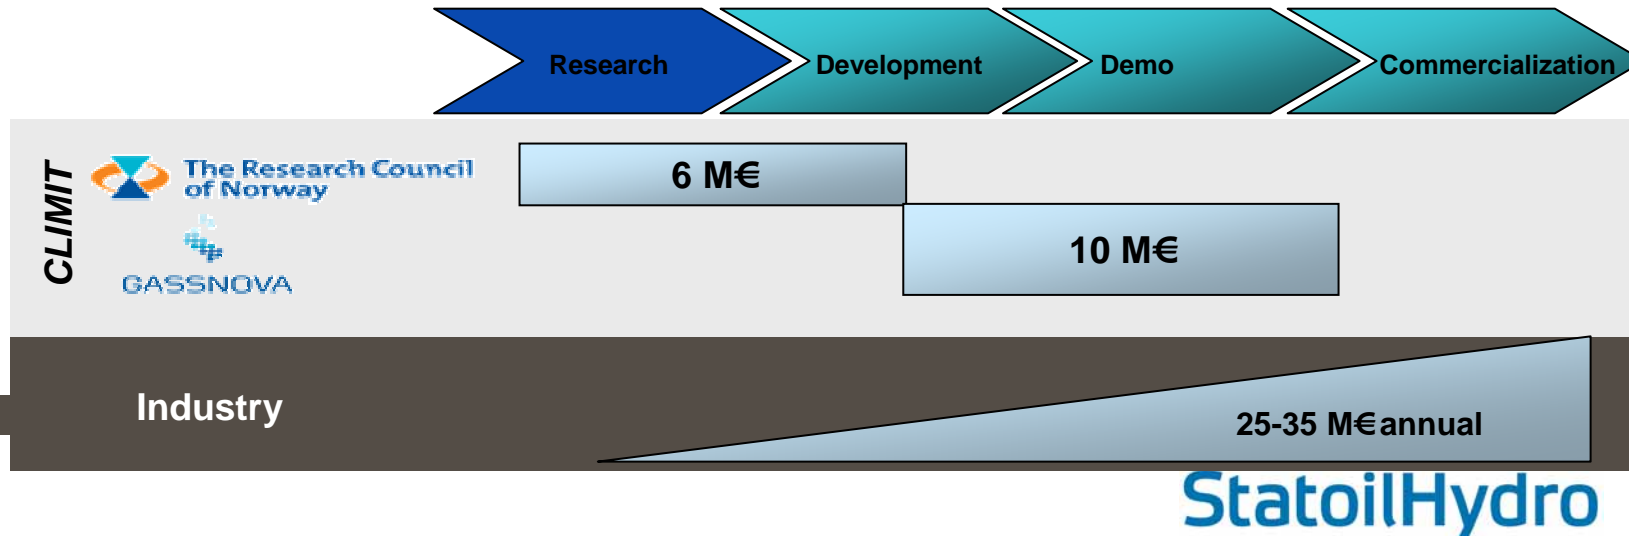 Research
Development
Demo
Commercialization
CLIMIT
The Research Council
of Norway
GASSNOVA
6 M€
10 M€
Industry
25-35 M€ annual
StatoilHydro